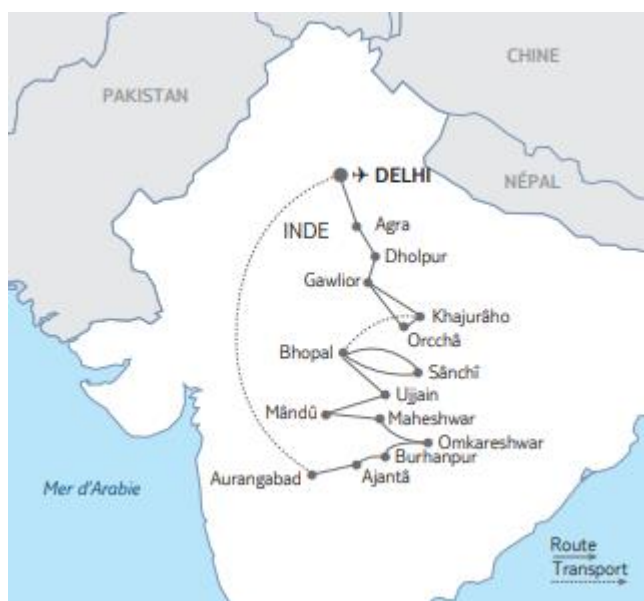 CHINE
PAKISTAN
DELHI
NÉPAL
INDE
Agra
Dholpur
Gawlior
Khajurâho
Orcchâ
Bhopal
Sânchî
Ujjain
Mândû
Maheshwar
Omkareshwar
Burhanpur
Aurangabad
Ajantâ
Mer d'Arabie
Route
Transport